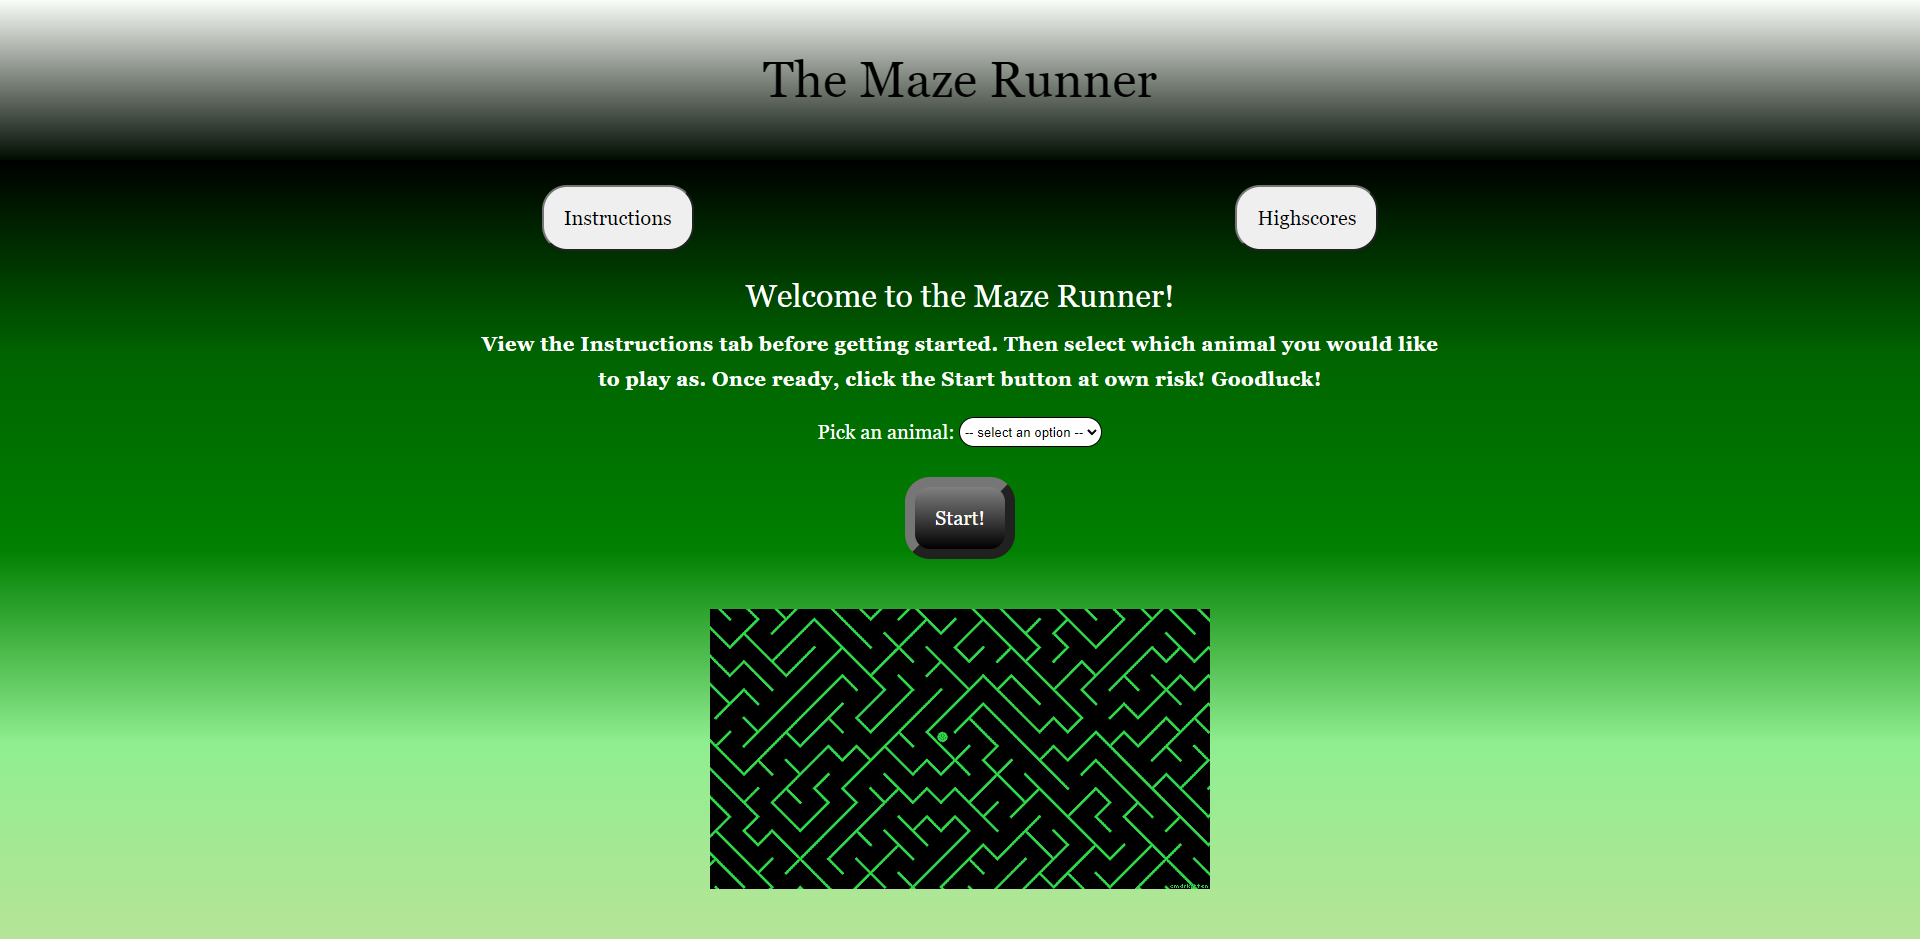 The Maze Runner
Instructions
Highscores
Welcome to the Maze Runner!
View the Instructions tab before getting started. Then select which animal you would like
to play as. Once ready, click the Start button at own risk! Goodluck!
Pick an animal: -- select an option --
Start!